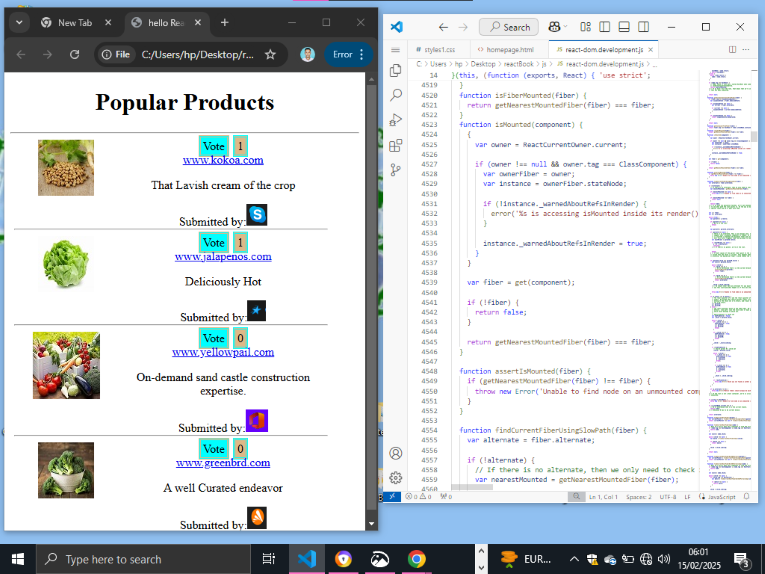 New Tab
hello Rea
File
C:/Users/hp/Desktop/r...
Error
Popular Products
Vote 1
www.kokoa.com
That Lavish cream of the crop
Submitted by:
Vote 1
www.jalapenos.com
Deliciously Hot
Submitted by:
Vote 0
www.yellowpail.com
On-demand sand castle construction
expertise.
Submitted by:
Vote 0
www.greenbrd.com
A well Curated endeavor
Submitted by:
Search
styles1.css
homepage.html
react-dom.development.js
C: > Users > hp > Desktop > reactBook > js > react-dom.development.js > ...
14 }(this, (function (exports, React) { 'use strict';
4519 }
4520 function isFiberMounted(fiber) {
4521 return getNearestMountedFiber(fiber) === fiber;
4522 }
4523 function isMounted(component) {
4524 {
4525 var owner = ReactCurrentOwner.current;
4526
4527 if (owner !== null && owner.tag === ClassComponent) {
4528 var ownerFiber = owner;
4529 var instance = ownerFiber.stateNode;
4530
4531 if (!instance._warnedAboutRefsInRender) {
4532 error('%s is accessing isMounted inside its render()
4533 }
4534
4535 instance._warnedAboutRefsInRender = true;
4536 }
4537 }
4538
4539 var fiber = get(component);
4540
4541 if (!fiber) {
4542 return false;
4543 }
4544
4545 return getNearestMountedFiber(fiber) === fiber;
4546 }
4547
4548 function assertIsMounted(fiber) {
4549 if (getNearestMountedFiber(fiber) !== fiber) {
4550 throw new Error('Unable to find node on an unmounted com
4551 }
4552 }
4553
4554 function findCurrentFiberUsingSlowPath(fiber) {
4555 var alternate = fiber.alternate;
4556
4557 if (!alternate) {
4558 // If there is no alternate, then we only need to check
4559 var nearestMounted = getNearestMountedFiber(fiber);
4560
0 0 0 Ln 1, Col 1 Spaces: 2 UTF-8 LF JavaScript
Type here to search
EUR...
06:01
15/02/2025
3